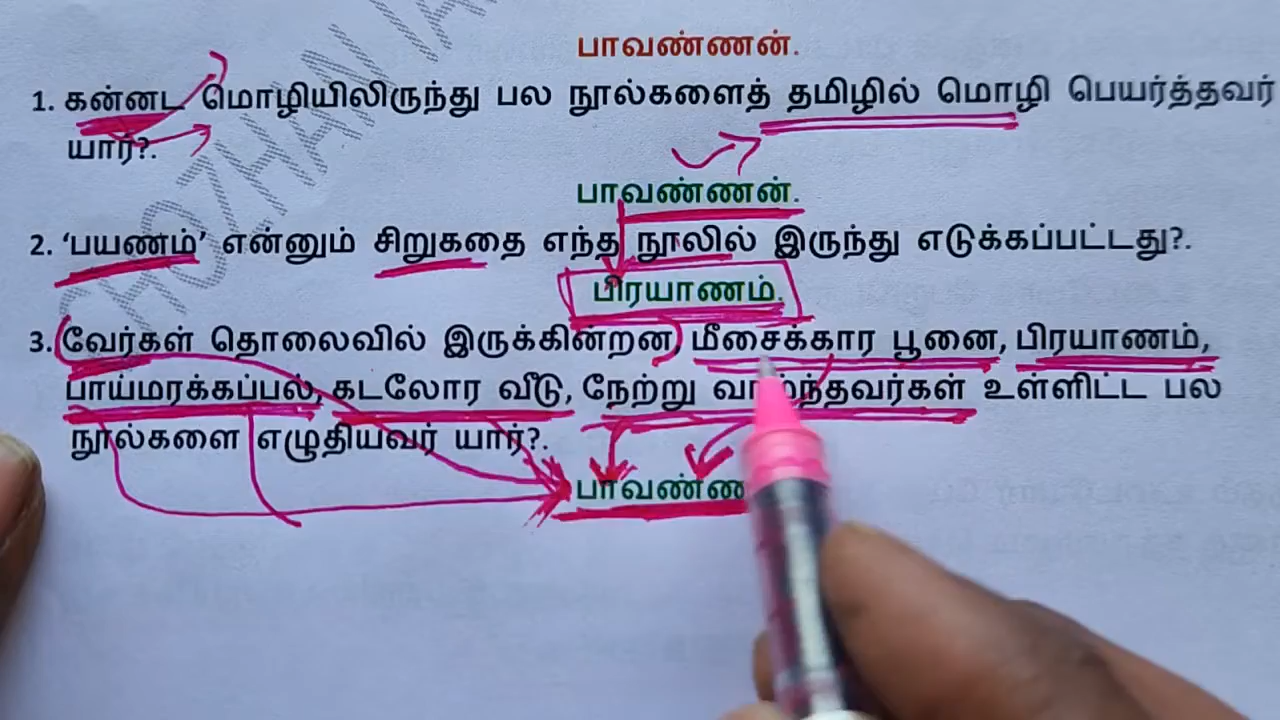 பாவண்ணன்.
1. கன்னட மொழியிலிருந்து பல நூல்களைத் தமிழில் மொழி பெயர்த்தவர்
யார்?.
பாவண்ணன்.
2. ‘பயணம்’ என்னும் சிறுகதை எந்த நூலில் இருந்து எடுக்கப்பட்டது?.
பிரயாணம்.
3. வேர்கள் தொலைவில் இருக்கின்றன, மீசைக்கார பூனை, பிரயாணம்,
பாய்மரக்கப்பல், கடலோர வீடு, நேற்று வாழ்ந்தவர்கள் உள்ளிட்ட பல
நூல்களை எழுதியவர் யார்?.
பாவண்ண